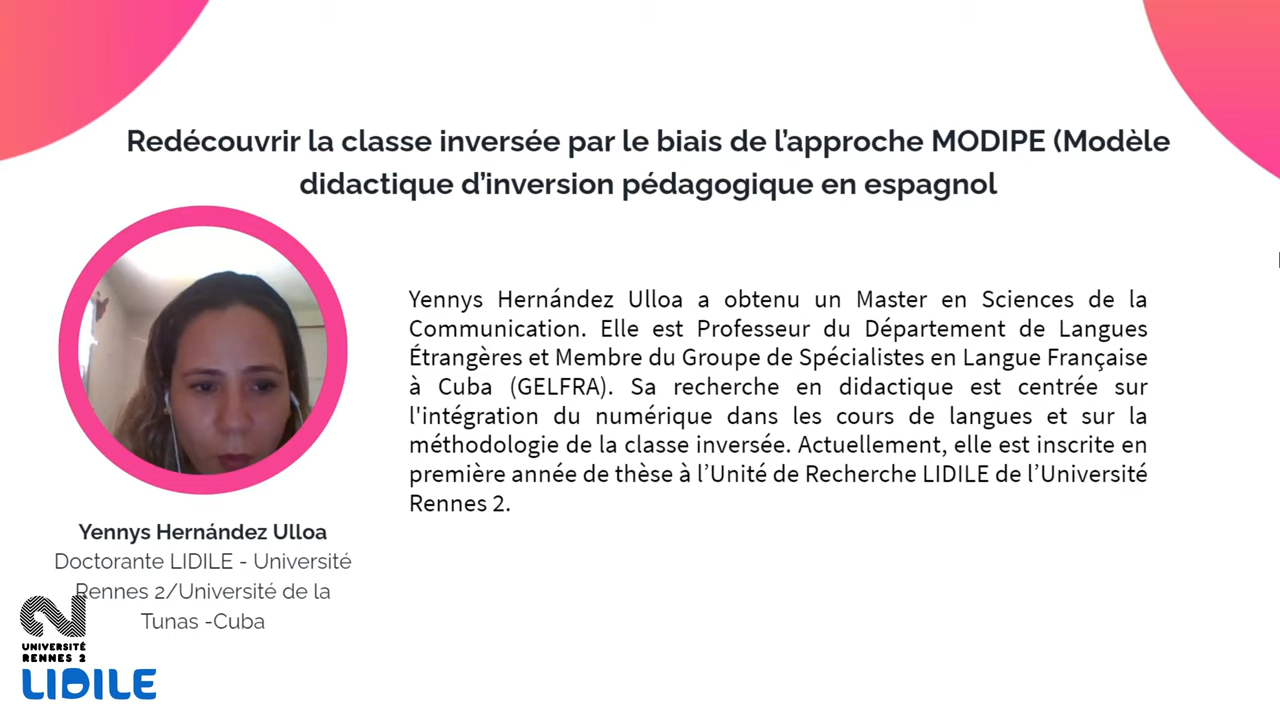 Redécouvrir la classe inversée par le biais de l’approche MODIPE (Modèle
didactique d’inversion pédagogique en espagnol
Yennys Hernández Ulloa a obtenu un Master en Sciences de la
Communication. Elle est Professeur du Département de Langues
Étrangères et Membre du Groupe de Spécialistes en Langue Française
à Cuba (GELFRA). Sa recherche en didactique est centrée sur
l'intégration du numérique dans les cours de langues et sur la
méthodologie de la classe inversée. Actuellement, elle est inscrite en
première année de thèse à l’Unité de Recherche LIDILE de l’Université
Rennes 2.
Yennys Hernández Ulloa
Doctorante LIDILE - Université
Rennes 2/Université de la
Tunas -Cuba
UNIVERSITÉ
RENNES 2
LIDILE